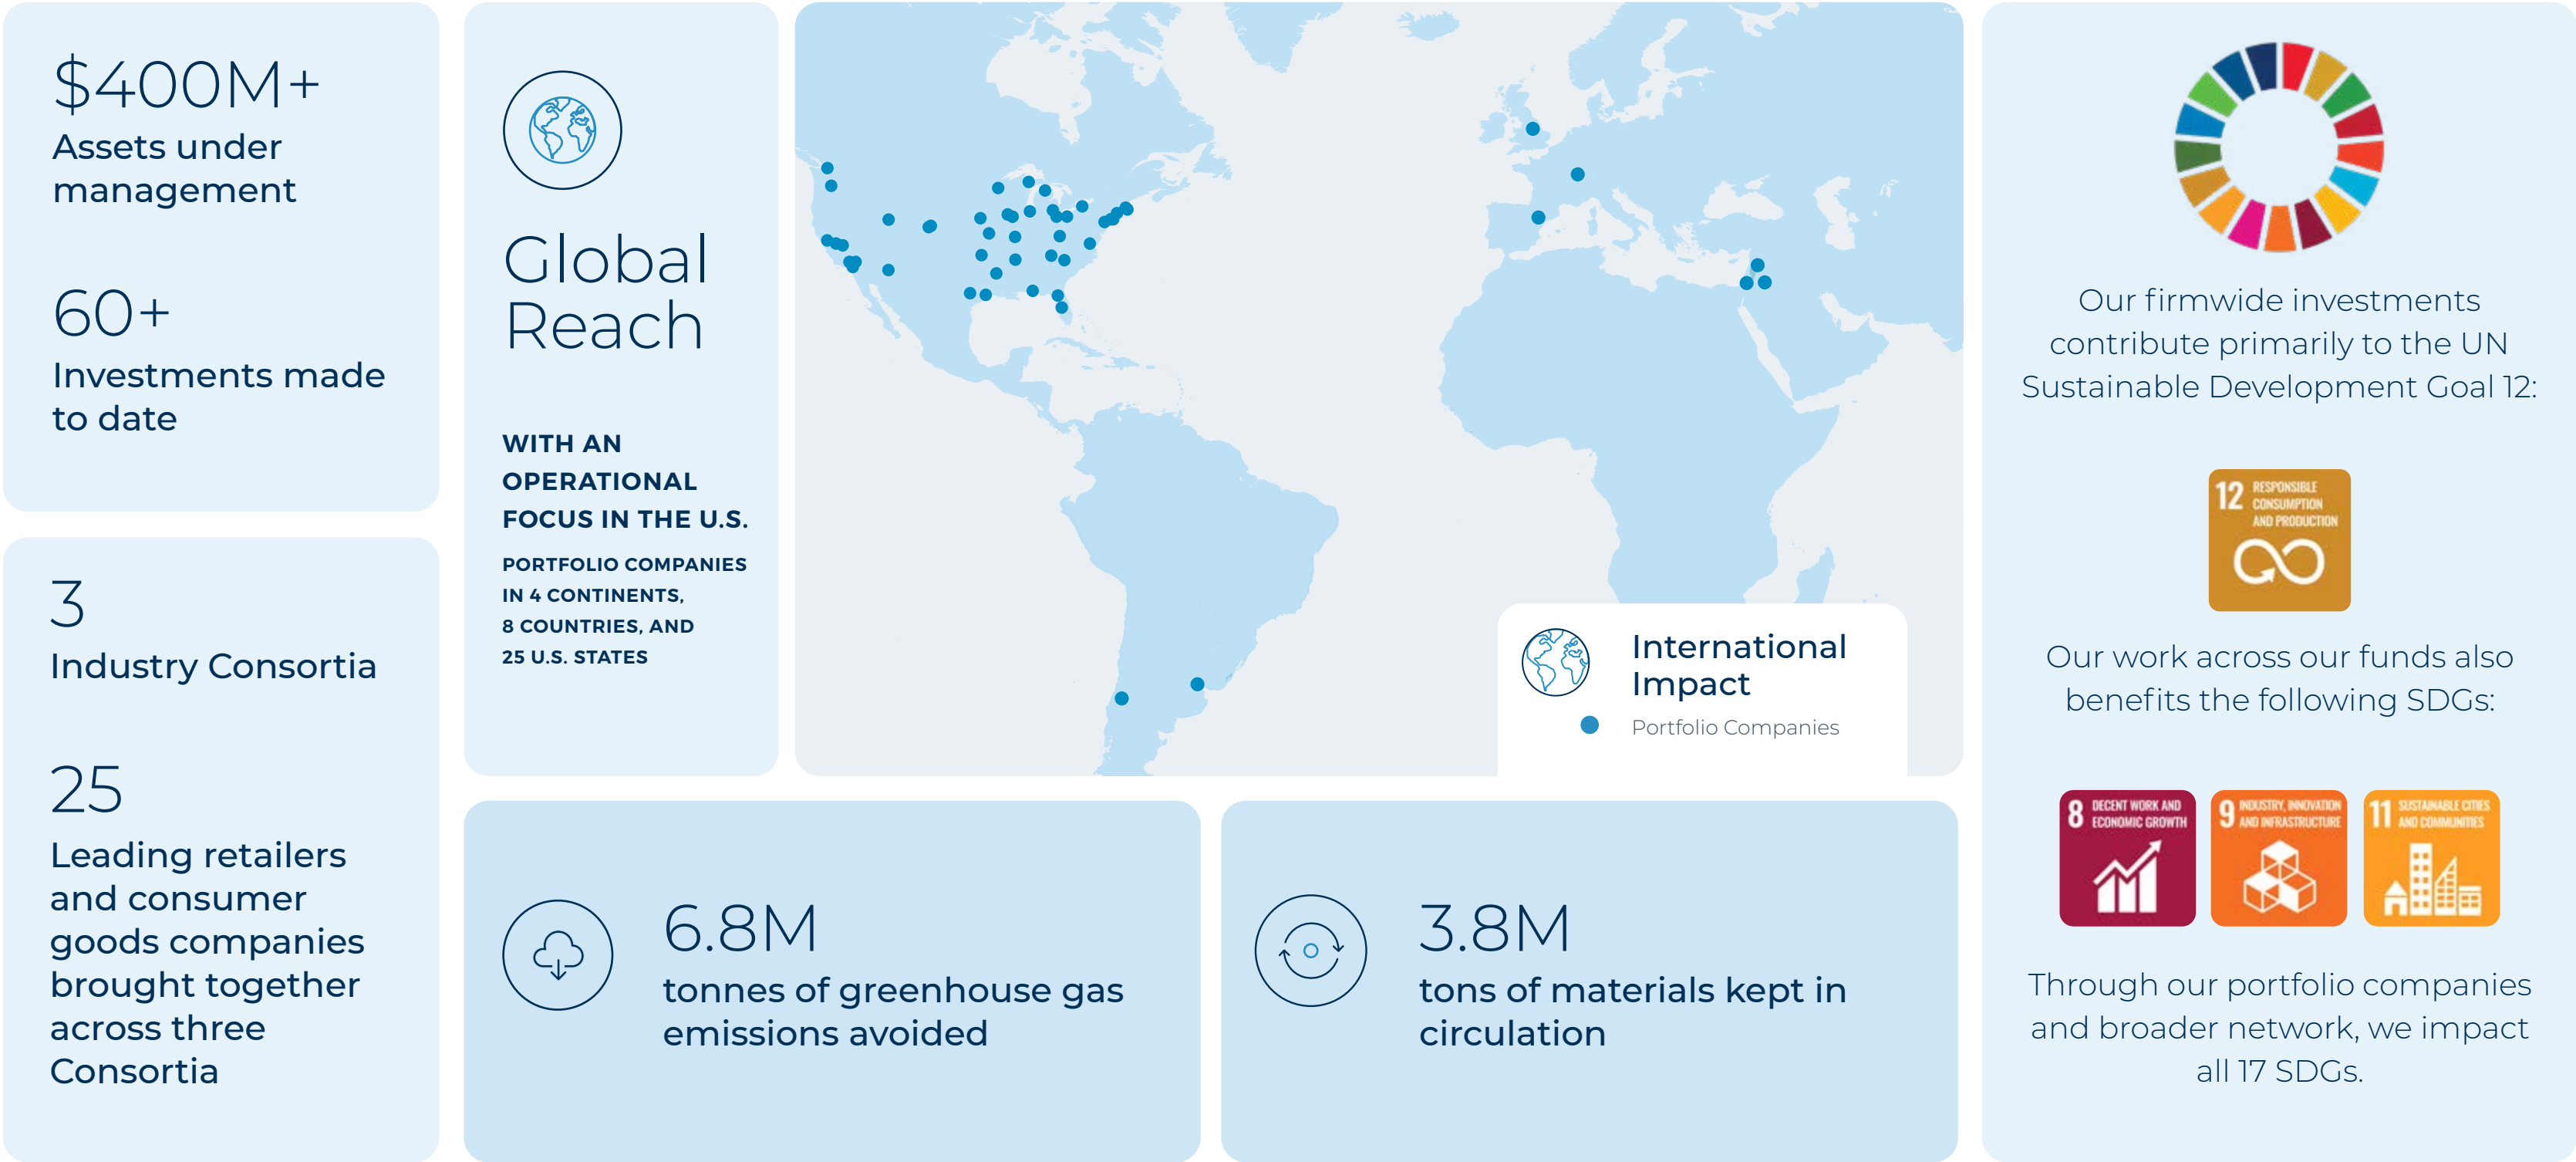 $400M+
Assets under
management
60+
Investments made
to date
3
Industry Consortia
25
Leading retailers
and consumer
goods companies
brought together
across three
Consortia
Global
Reach
WITH AN
OPERATIONAL
FOCUS IN THE U.S.
PORTFOLIO COMPANIES
IN 4 CONTINENTS,
8 COUNTRIES, AND
25 U.S. STATES
International
Impact
Portfolio Companies
6.8M
tonnes of greenhouse gas
emissions avoided
3.8M
tons of materials kept in
circulation
Our firmwide investments
contribute primarily to the UN
Sustainable Development Goal 12:
12 RESPONSIBLE
CONSUMPTION
AND PRODUCTION
Our work across our funds also
benefits the following SDGs:
8 DECENT WORK AND
ECONOMIC GROWTH
9 INDUSTRY, INNOVATION
AND INFRASTRUCTURE
11 SUSTAINABLE CITIES
AND COMMUNITIES
Through our portfolio companies
and broader network, we impact
all 17 SDGs.